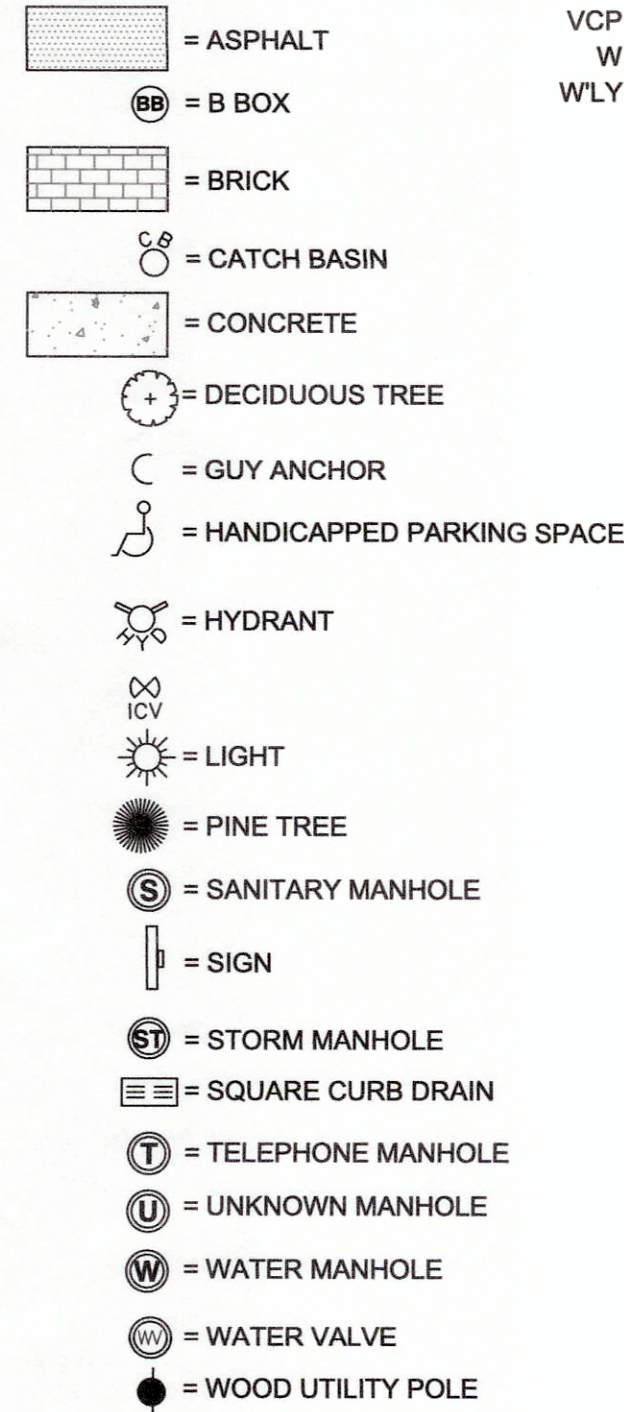 = ASPHALT
BB = B BOX
= BRICK
CB = CATCH BASIN
= CONCRETE
= DECIDUOUS TREE
= GUY ANCHOR
= HANDICAPPED PARKING SPACE
HYD = HYDRANT
ICV
= LIGHT
= PINE TREE
S = SANITARY MANHOLE
= SIGN
ST = STORM MANHOLE
= SQUARE CURB DRAIN
T = TELEPHONE MANHOLE
U = UNKNOWN MANHOLE
W = WATER MANHOLE
WV = WATER VALVE
= WOOD UTILITY POLE
VCP
W
W'LY